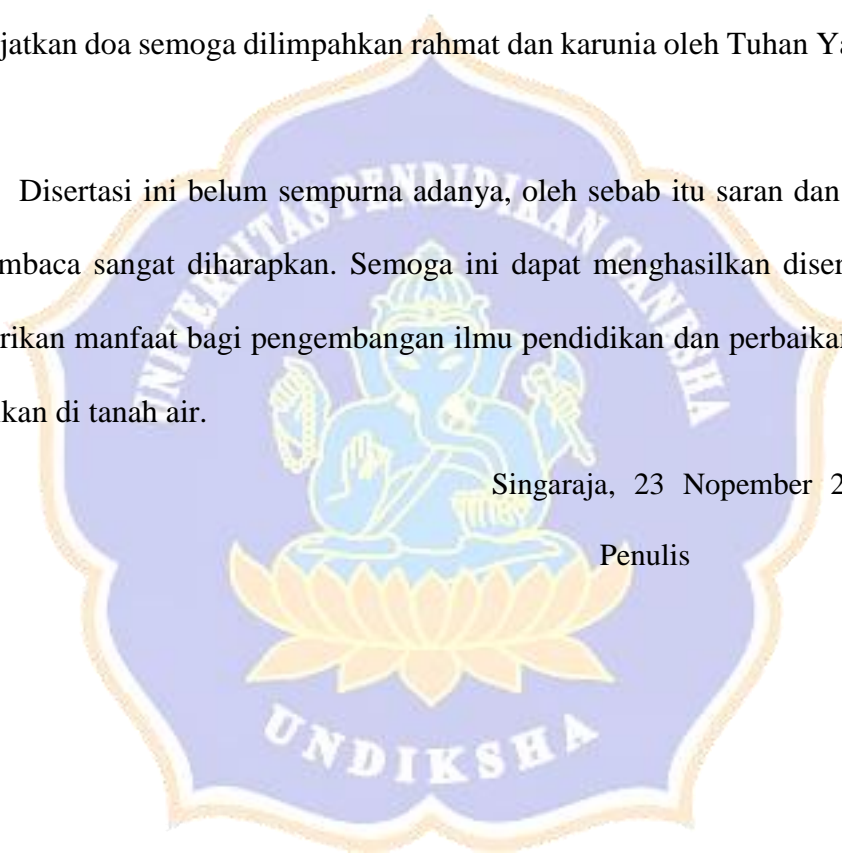 jatkan doa semoga dilimpahkan rahmat dan karunia oleh Tuhan Ya
Disertasi ini belum sempurna adanya, oleh sebab itu saran dan
mbaca sangat diharapkan. Semoga ini dapat menghasilkan diser
rikan manfaat bagi pengembangan ilmu pendidikan dan perbaikan
ikan di tanah air.
Singaraja, 23 Nopember 2
Penulis
UNIVERSITAS PENDIDIKAN GANESHA
UNDIKSHA